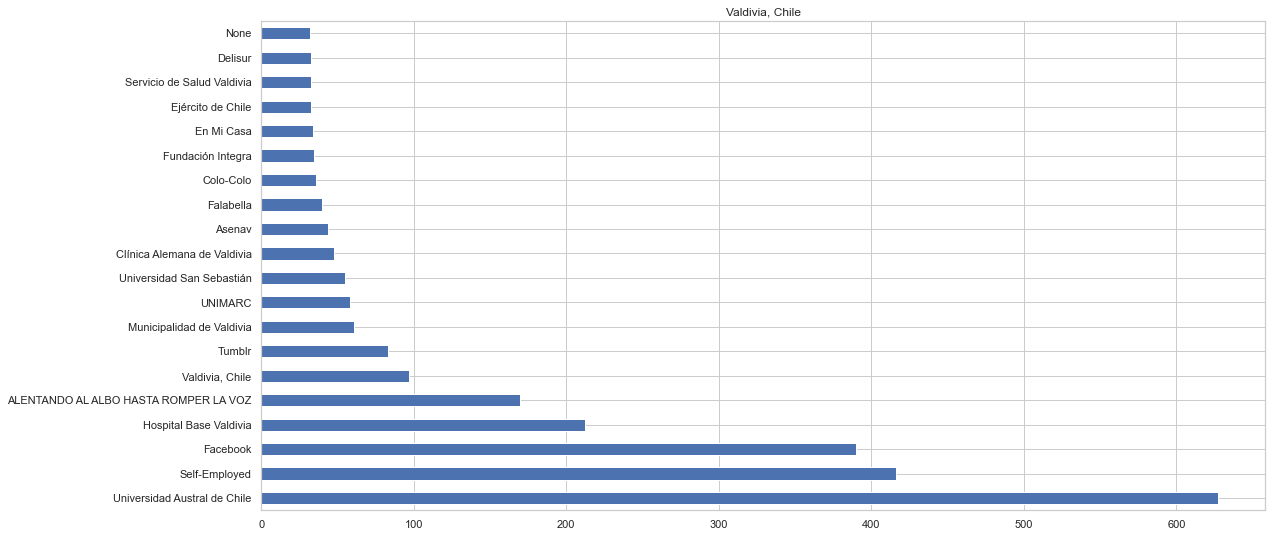 Valdivia, Chile
None
Delisur
Servicio de Salud Valdivia
Ejército de Chile
En Mi Casa
Fundación Integra
Colo-Colo
Falabella
Asenav
Clínica Alemana de Valdivia
Universidad San Sebastián
UNIMARC
Municipalidad de Valdivia
Tumblr
Valdivia, Chile
ALENTANDO AL ALBO HASTA ROMPER LA VOZ
Hospital Base Valdivia
Facebook
Self-Employed
Universidad Austral de Chile
0 100 200 300 400 500 600